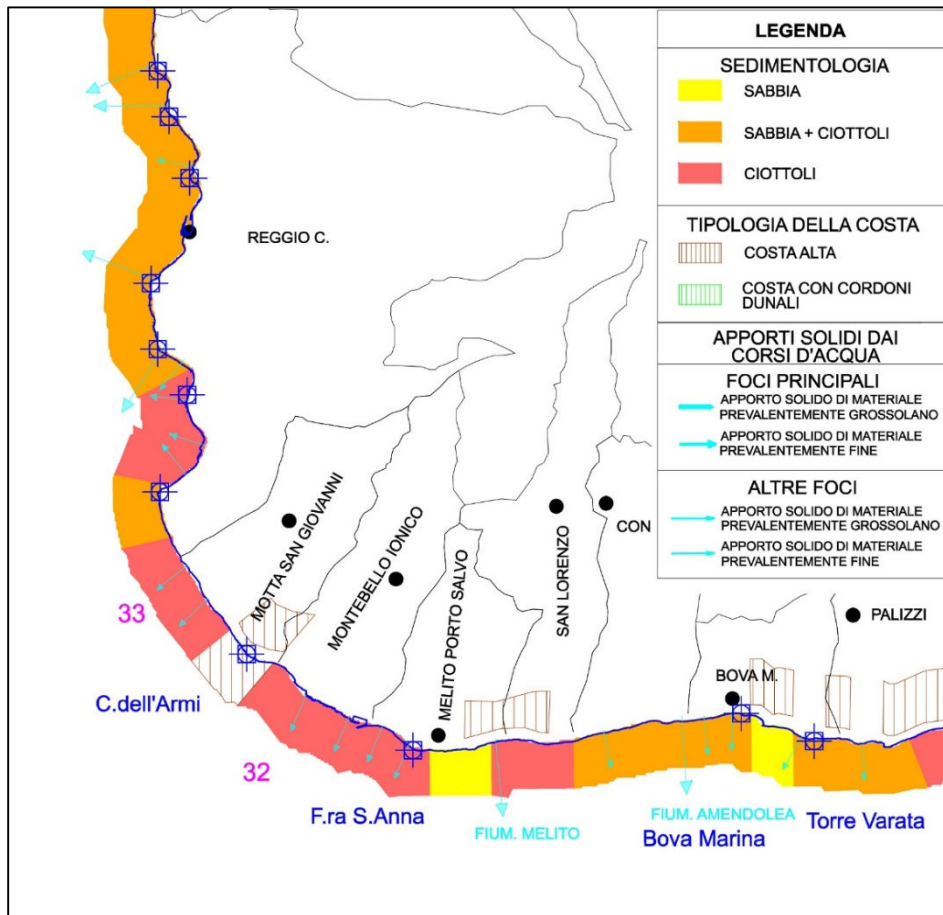 LEGENDA
SEDIMENTOLOGIA
SABBIA
SABBIA + CIOTTOLI
CIOTTOLI
TIPOLOGIA DELLA COSTA
COSTA ALTA
COSTA CON CORDONI
DUNALI
APPORTI SOLIDI DAI
CORSI D'ACQUA
FOCI PRINCIPALI
APPORTO SOLIDO DI MATERIALE
PREVALENTEMENTE GROSSOLANO
APPORTO SOLIDO DI MATERIALE
PREVALENTEMENTE FINE
ALTRE FOCI
APPORTO SOLIDO DI MATERIALE
PREVALENTEMENTE GROSSOLANO
APPORTO SOLIDO DI MATERIALE
PREVALENTEMENTE FINE
REGGIO C.
MOTTA SAN GIOVANNI
MONTEBELLO IONICO
MELITO PORTO SALVO
SAN LORENZO
CON
PALIZZI
BOVA M.
33
C.dell'Armi
32
F.ra S.Anna
FIUM. MELITO
FIUM. AMENDOLEA
Bova Marina
Torre Varata